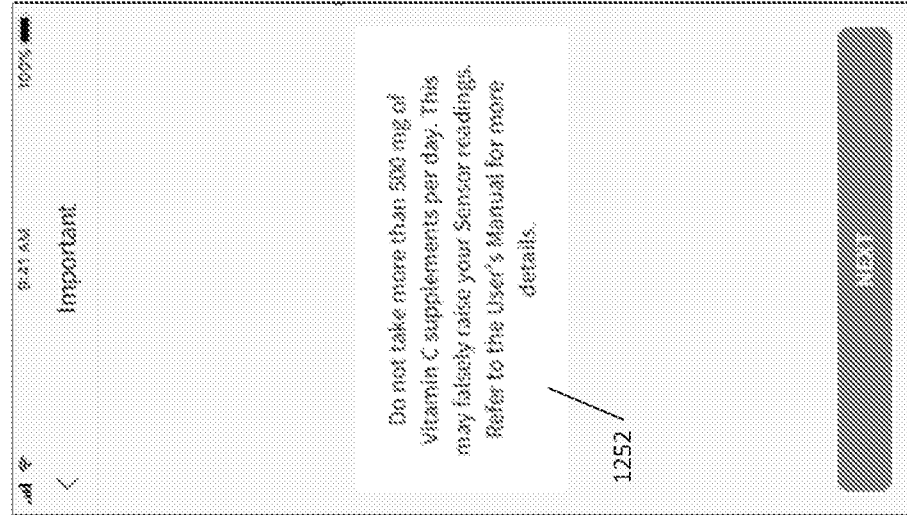 9:41 AM 100%
Important
Do not take more than 500 mg of
Vitamin C supplements per day. This
may falsely raise your Sensor readings.
Refer to the User's Manual for more
details.
1252
NEXT